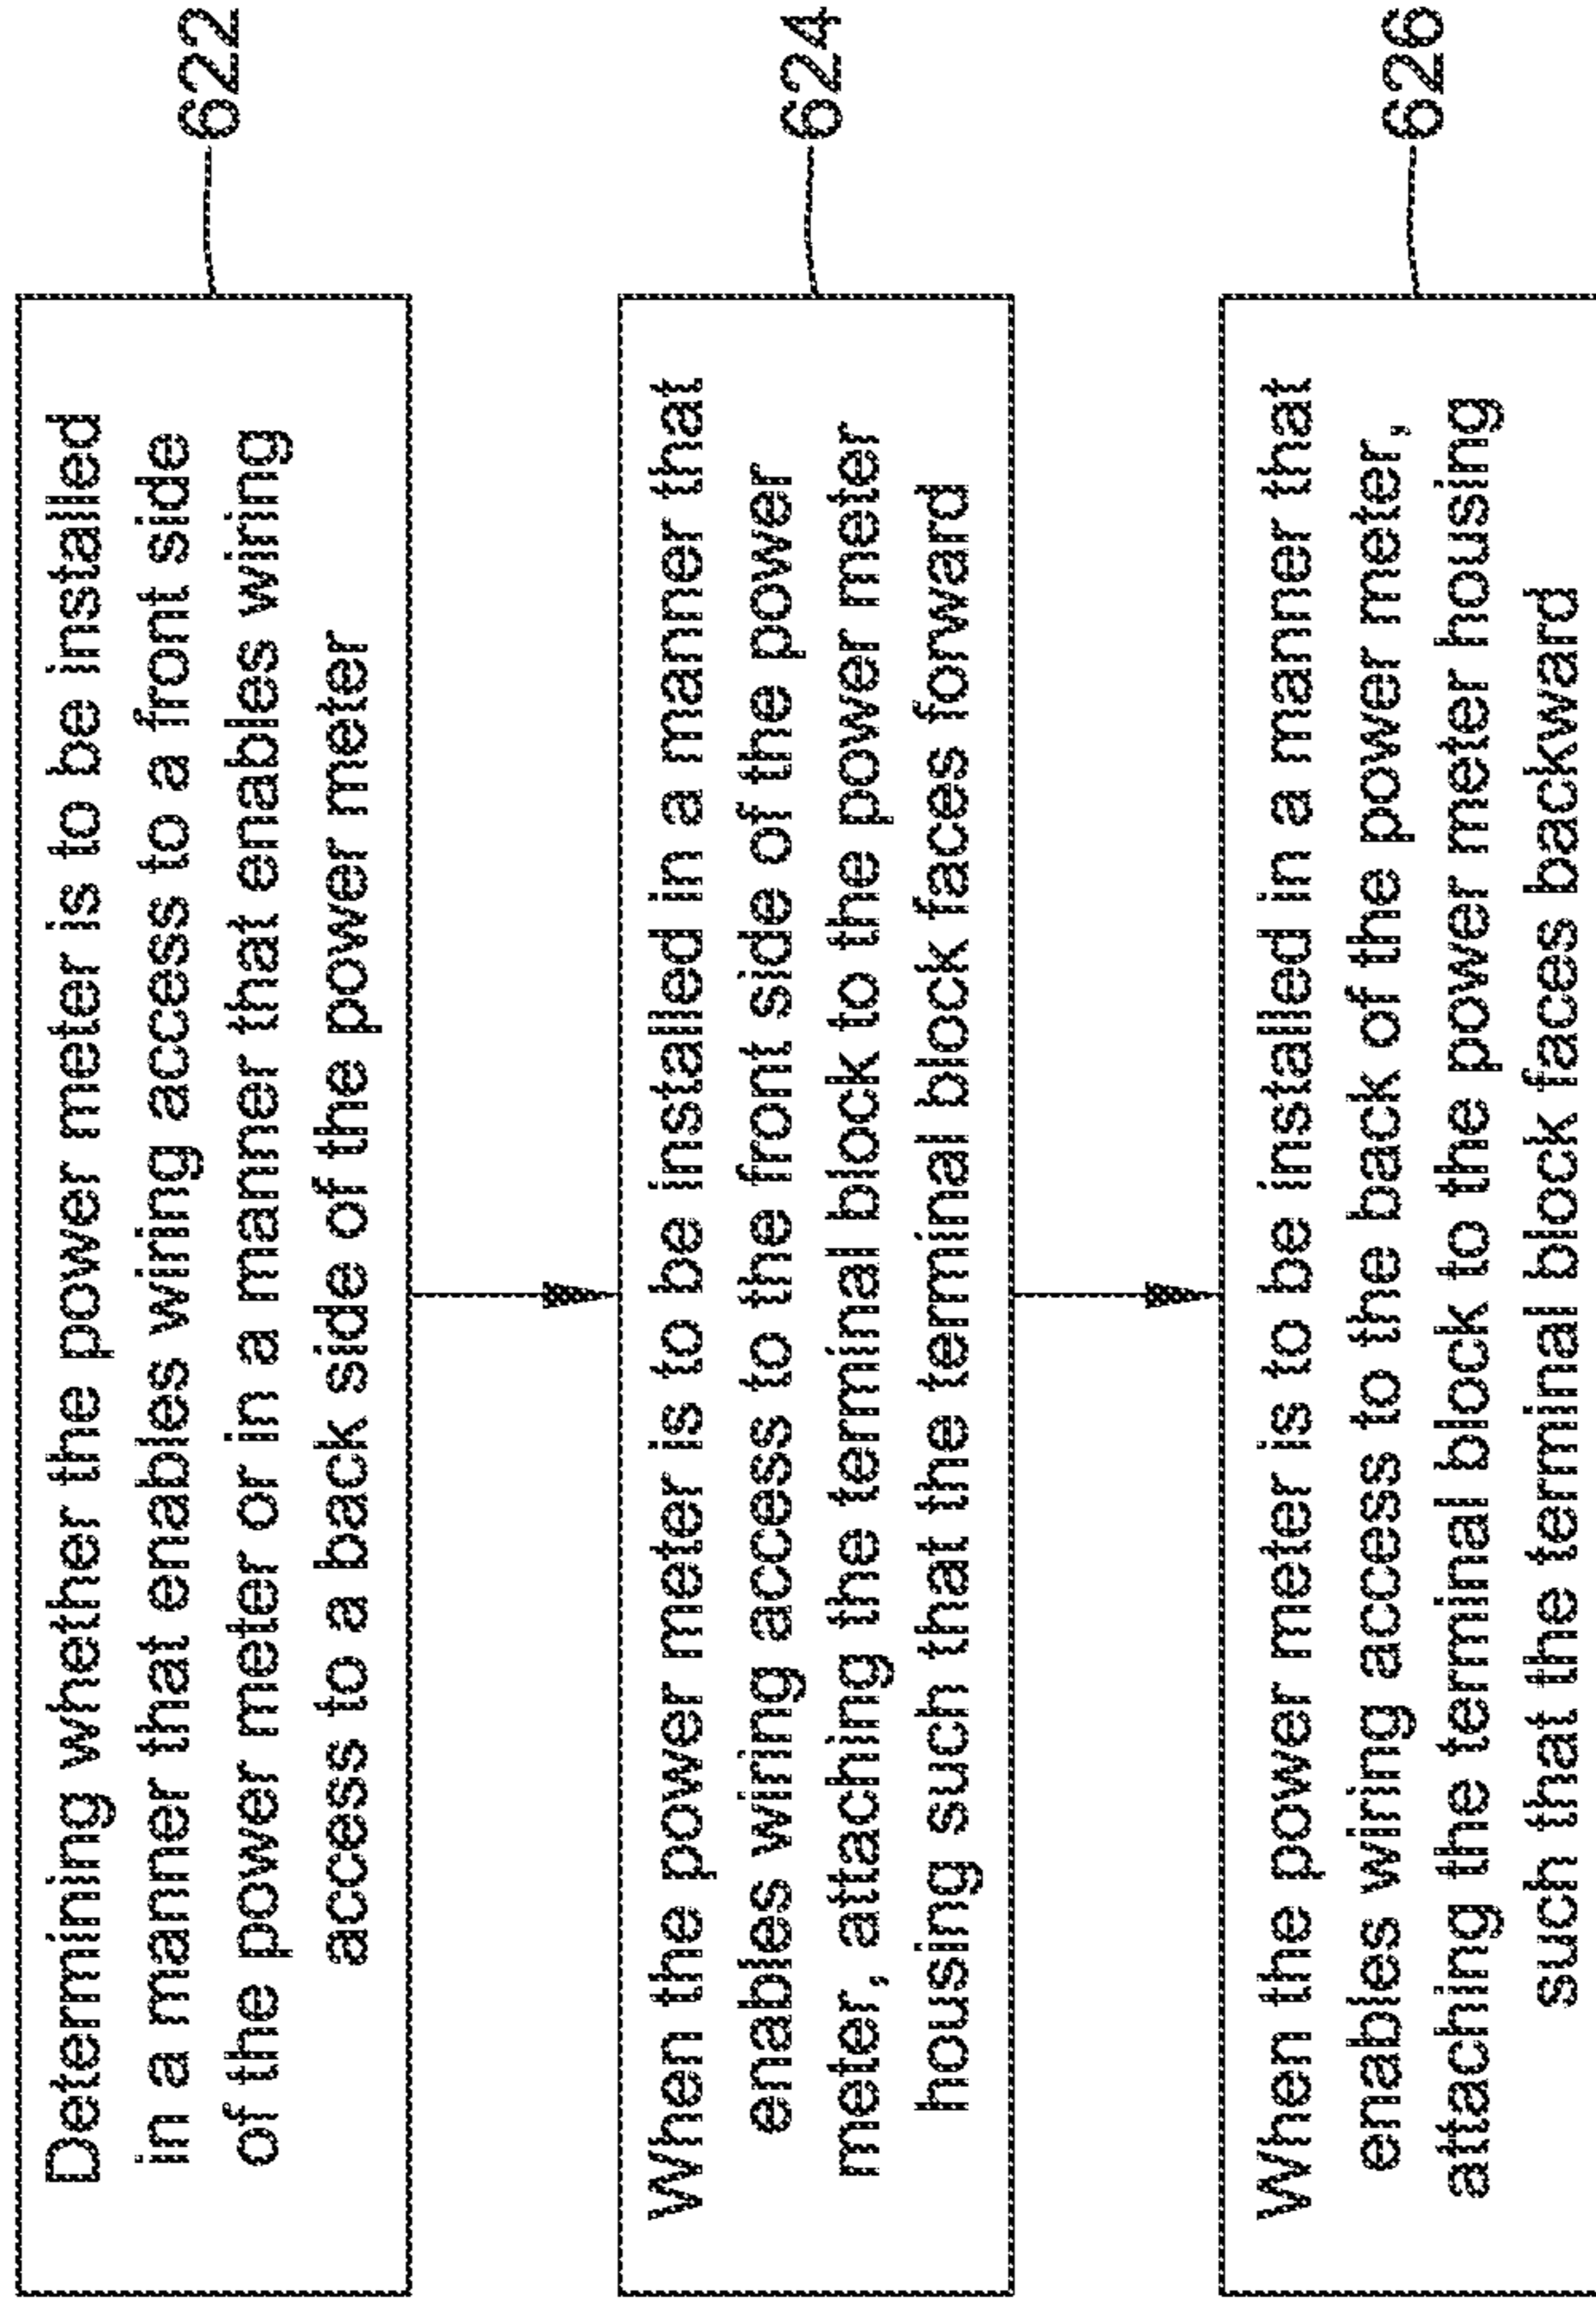 Determining whether the power meter is to be installed
in a manner that enables wiring access to a front side
of the power meter or in a manner that enables wiring
access to a back side of the power meter
622
When the power meter is to be installed in a manner that
enables wiring access to the front side of the power
meter, attaching the terminal block to the power meter
housing such that the terminal block faces forward
624
When the power meter is to be installed in a manner that
enables wiring access to the back of the power meter,
attaching the terminal block to the power meter housing
such that the terminal block faces backward
626